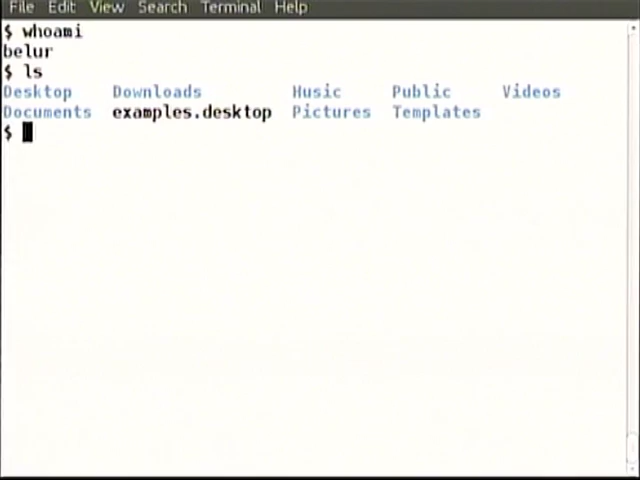 File Edit View Search Terminal Help
$ whoami
belur
$ ls
Desktop Downloads Music Public Videos
Documents examples.desktop Pictures Templates
$